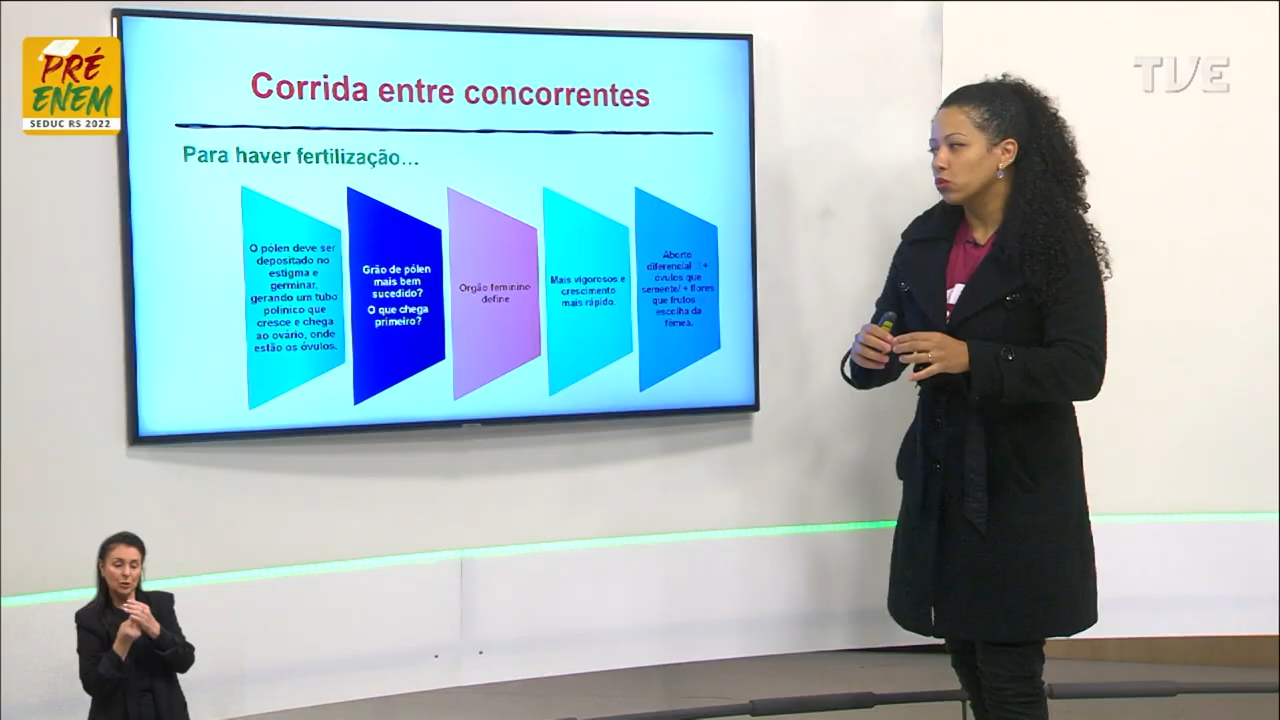 PRÉ
ENEM
SEDUC RS 2022
TVE
Corrida entre concorrentes
Para haver fertilização...
O pólen deve ser
depositado no
estigma e
germinar,
gerando um tubo
polínico que
cresce e chega
ao ovário, onde
estão os óvulos.
Grão de pólen
mais bem
sucedido?
O que chega
primeiro?
Orgão feminino
define
Mais vigorosos e
crescimento
mais rápido.
Aborto
diferencial +
óvulos que
semente/ + flores
que frutos
escolha da
fêmea.